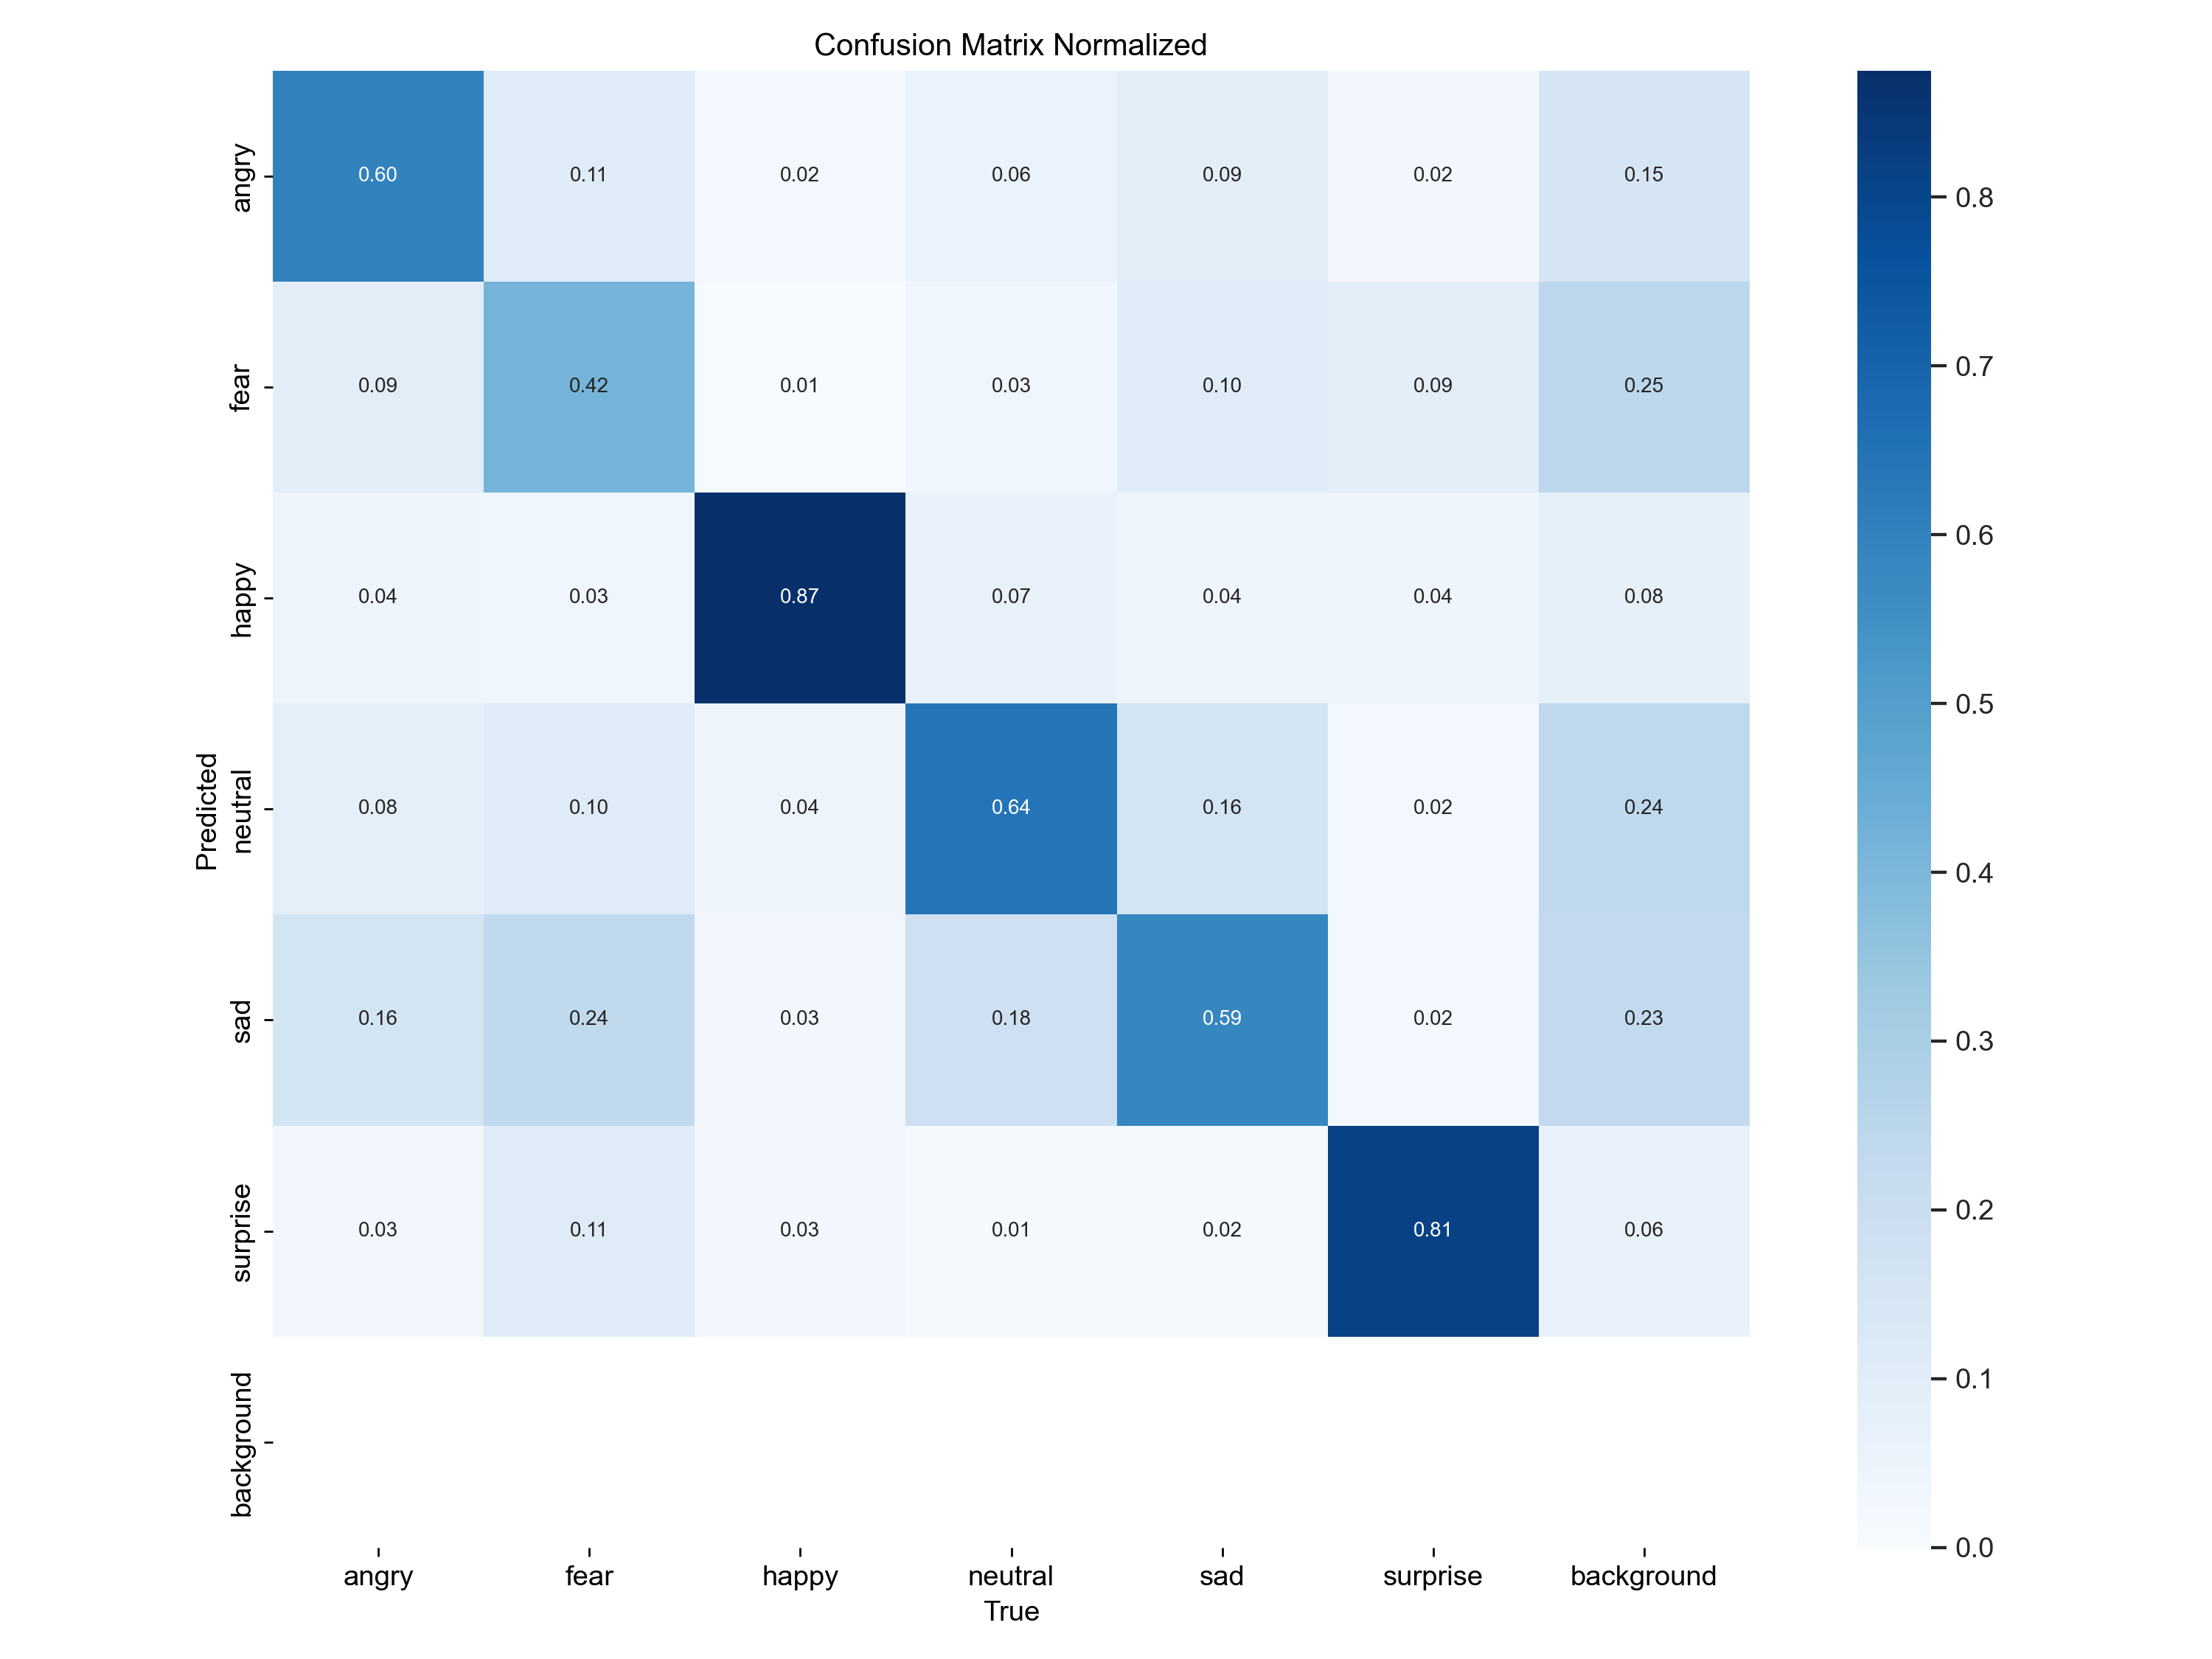 Confusion Matrix Normalized
angry 0.60 0.11 0.02 0.06 0.09 0.02 0.15
fear 0.09 0.42 0.01 0.03 0.10 0.09 0.25
happy 0.04 0.03 0.87 0.07 0.04 0.04 0.08
neutral 0.08 0.10 0.04 0.64 0.16 0.02 0.24
sad 0.16 0.24 0.03 0.18 0.59 0.02 0.23
surprise 0.03 0.11 0.03 0.01 0.02 0.81 0.06
background
Predicted
angry fear happy neutral sad surprise background
True
0.8
0.7
0.6
0.5
0.4
0.3
0.2
0.1
0.0